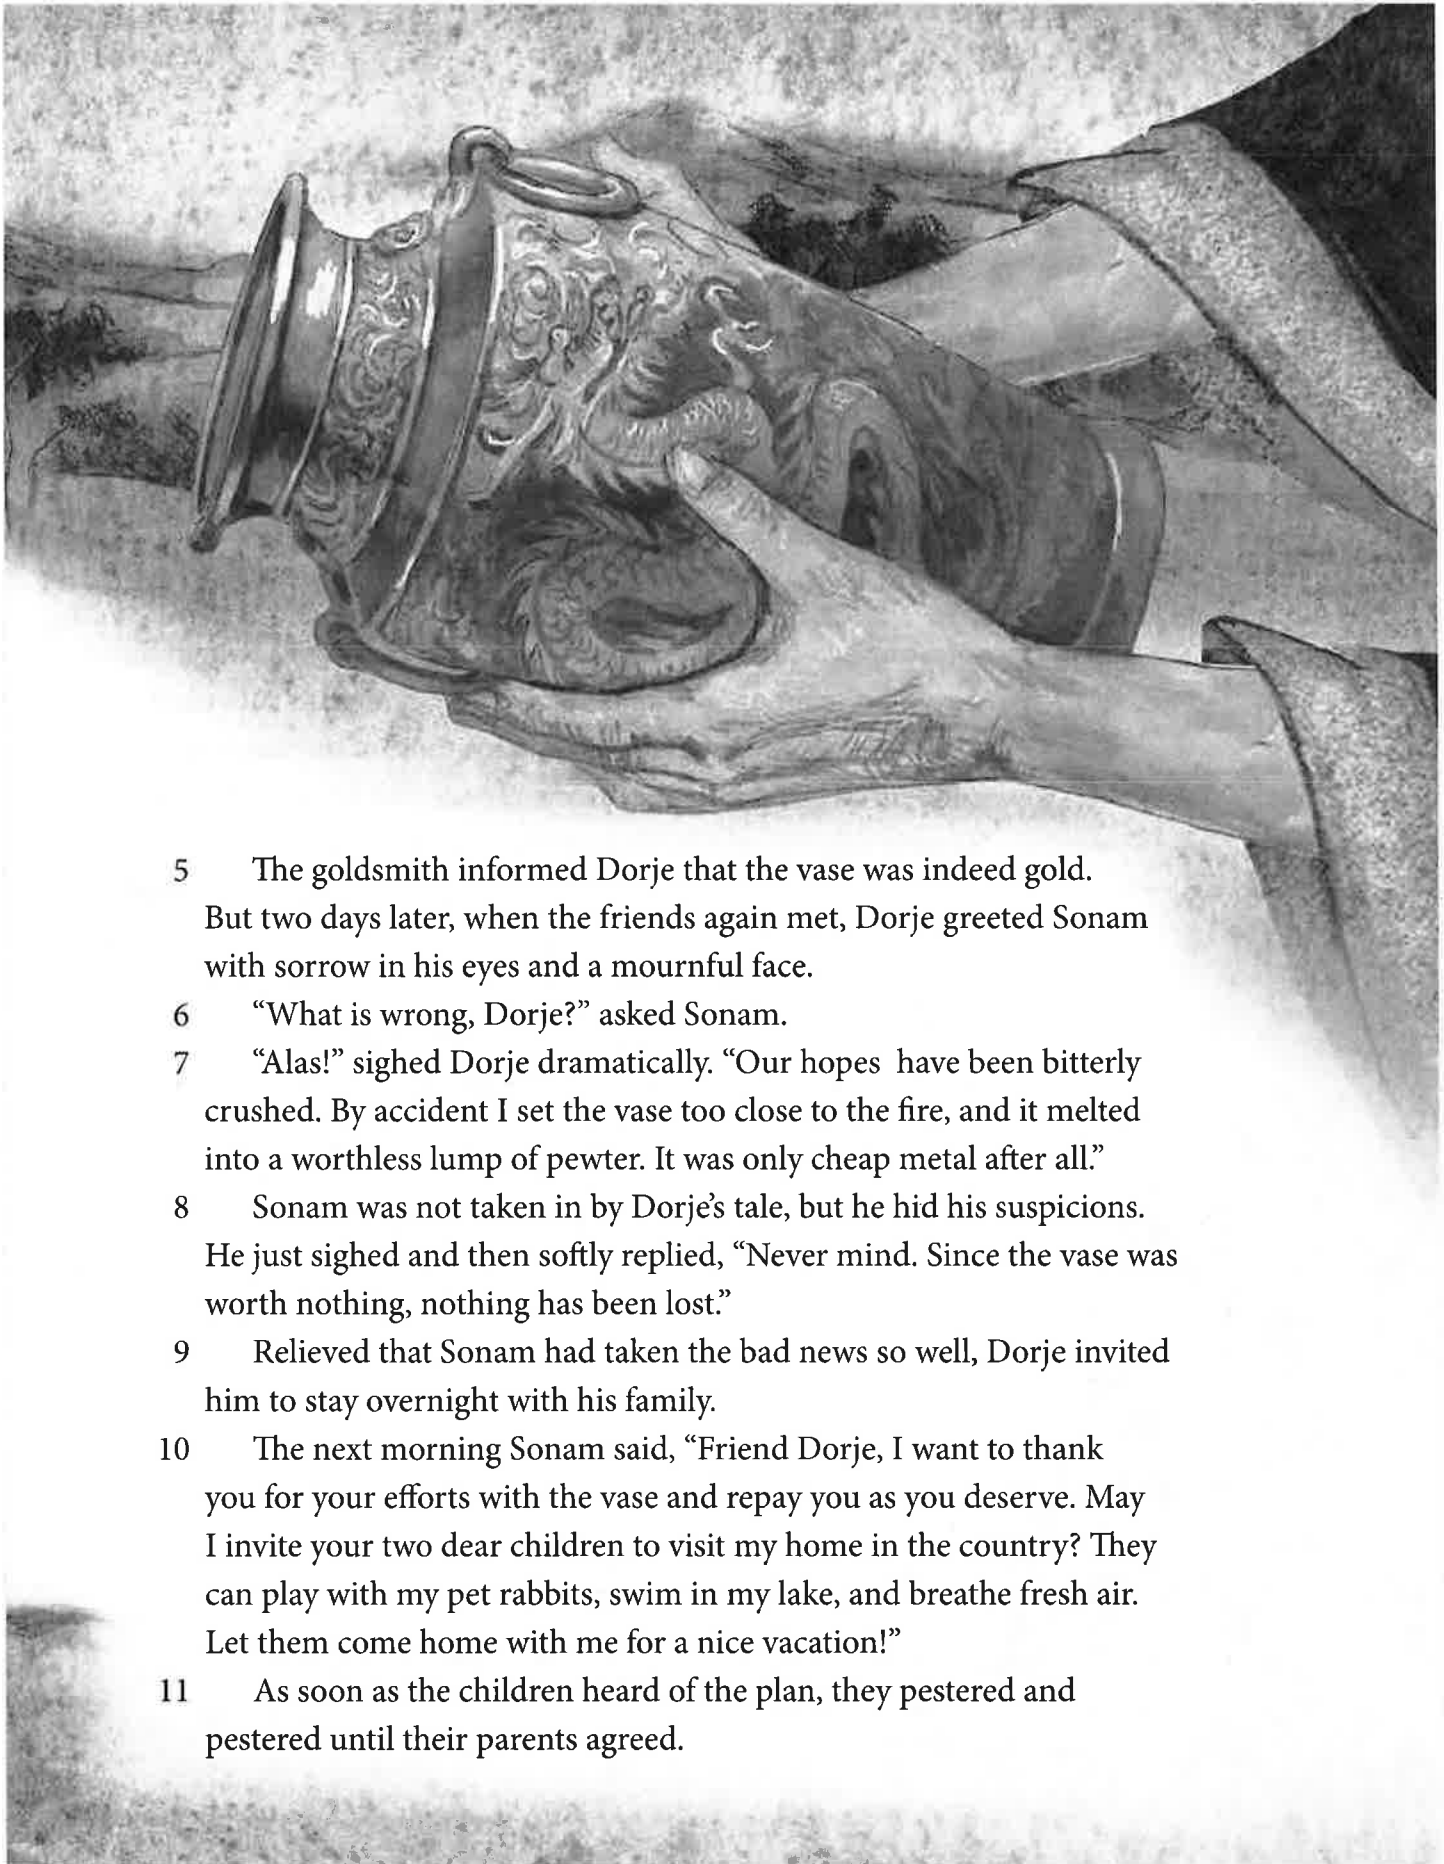 5 The goldsmith informed Dorje that the vase was indeed gold.
But two days later, when the friends again met, Dorje greeted Sonam
with sorrow in his eyes and a mournful face.
6 “What is wrong, Dorje?” asked Sonam.
7 “Alas!” sighed Dorje dramatically. “Our hopes have been bitterly
crushed. By accident I set the vase too close to the fire, and it melted
into a worthless lump of pewter. It was only cheap metal after all.”
8 Sonam was not taken in by Dorje’s tale, but he hid his suspicions.
He just sighed and then softly replied, “Never mind. Since the vase was
worth nothing, nothing has been lost.”
9 Relieved that Sonam had taken the bad news so well, Dorje invited
him to stay overnight with his family.
10 The next morning Sonam said, “Friend Dorje, I want to thank
you for your efforts with the vase and repay you as you deserve. May
I invite your two dear children to visit my home in the country? They
can play with my pet rabbits, swim in my lake, and breathe fresh air.
Let them come home with me for a nice vacation!”
11 As soon as the children heard of the plan, they pestered and
pestered until their parents agreed.